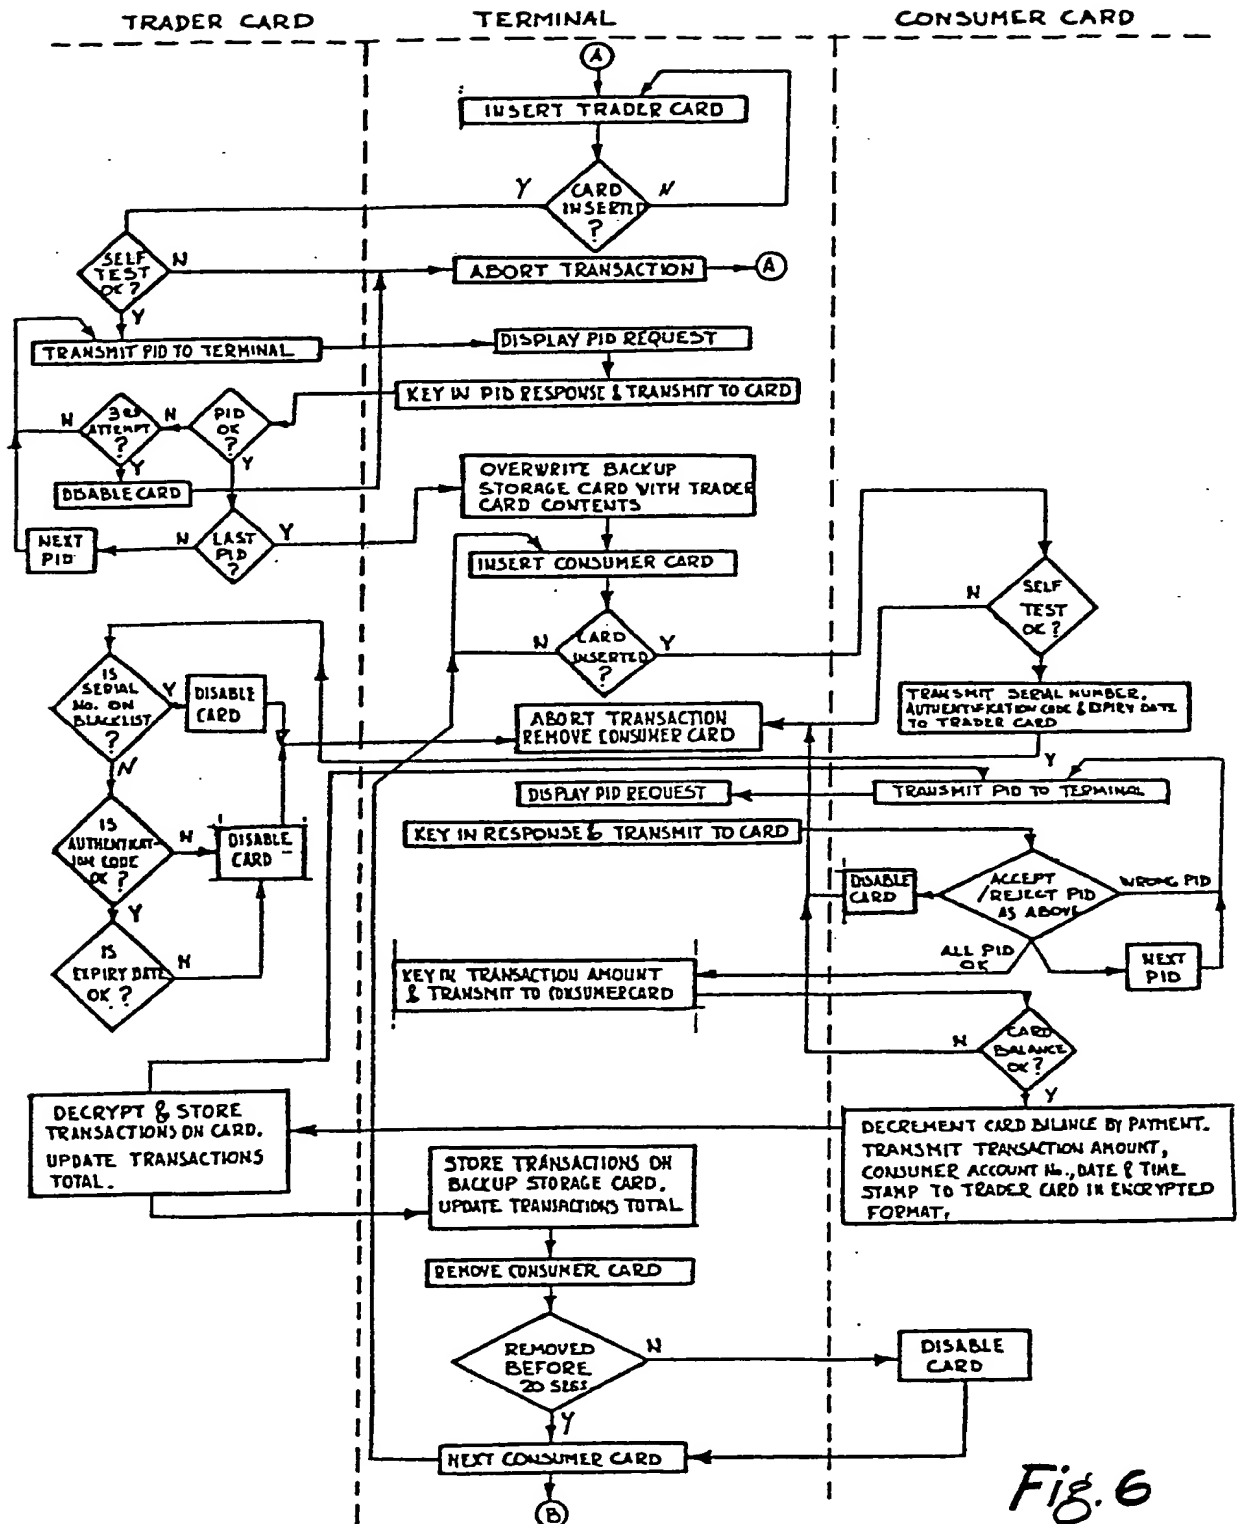 TRADER CARD
TERMINAL
CONSUMER CARD
A
INSERT TRADER CARD
Y
CARD
INSERTED
?
N
SELF
TEST
OK?
N
ABORT TRANSACTION
A
Y
TRANSMIT PID TO TERMINAL
DISPLAY PID REQUEST
KEY IN PID RESPONSE & TRANSMIT TO CARD
N
3RD
ATTEMPT
?
N
PID
OK
?
Y
Y
DISABLE CARD
OVERWRITE BACKUP
STORAGE CARD WITH TRADER
CARD CONTENTS
NEXT
PID
N
LAST
PID
?
Y
INSERT CONSUMER CARD
N
CARD
INSERTED
?
Y
N
SELF
TEST
OK?
IS
SERIAL
NO. ON
BLACKLIST
?
Y
DISABLE
CARD
N
ABORT TRANSACTION
REMOVE CONSUMER CARD
TRANSMIT SERIAL NUMBER,
AUTHENTIFICATION CODE & EXPIRY DATE
TO TRADER CARD
Y
DISPLAY PID REQUEST
TRANSMIT PID TO TERMINAL
IS
AUTHENTICAT-
ION CODE
OK?
N
DISABLE
CARD
KEY IN RESPONSE & TRANSMIT TO CARD
DISABLE
CARD
ACCEPT
/REJECT PID
AS ABOVE
WRONG PID
Y
IS
EXPIRY DATE
OK?
N
ALL PID
OK
NEXT
PID
KEY IN TRANSACTION AMOUNT
& TRANSMIT TO CONSUMER CARD
N
CARD
BALANCE
OK?
Y
DECRYPT & STORE
TRANSACTIONS ON CARD.
UPDATE TRANSACTIONS
TOTAL.
DECREMENT CARD BALANCE BY PAYMENT.
TRANSMIT TRANSACTION AMOUNT,
CONSUMER ACCOUNT No., DATE & TIME
STAMP TO TRADER CARD IN ENCRYPTED
FORMAT,
STORE TRANSACTIONS ON
BACKUP STORAGE CARD.
UPDATE TRANSACTIONS TOTAL
REMOVE CONSUMER CARD
REMOVED
BEFORE
20 SECS
N
DISABLE
CARD
Y
NEXT CONSUMER CARD
B
Fig. 6